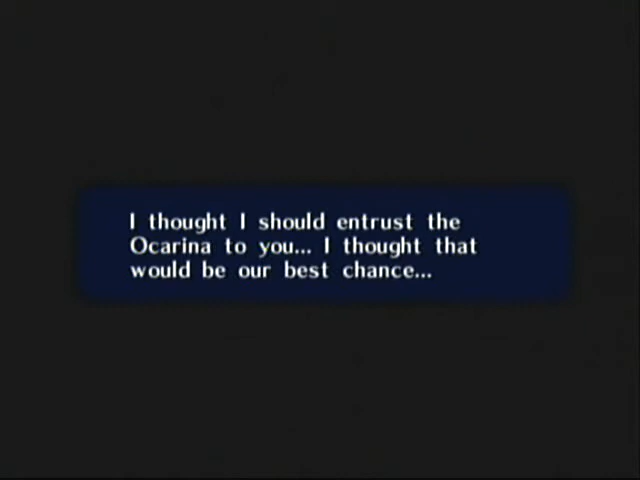 I thought I should entrust the
Ocarina to you... I thought that
would be our best chance...